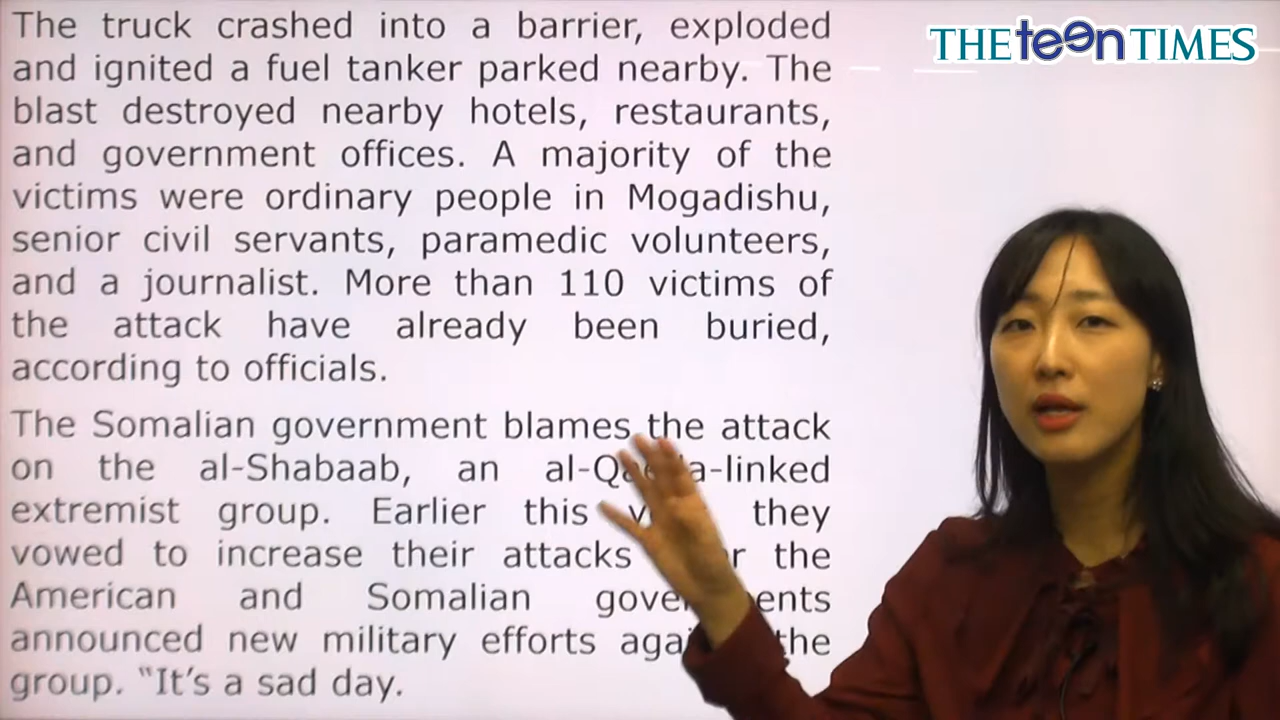 THE teen TIMES
The truck crashed into a barrier, exploded
and ignited a fuel tanker parked nearby. The
blast destroyed nearby hotels, restaurants,
and government offices. A majority of the
victims were ordinary people in Mogadishu,
senior civil servants, paramedic volunteers,
and a journalist. More than 110 victims of
the attack have already been buried,
according to officials.
The Somalian government blames the attack
on the al-Shabaab, an al-Qaeda-linked
extremist group. Earlier this they
vowed to increase their attacks the
American and Somalian governments
announced new military efforts against the
group. “It’s a sad day.